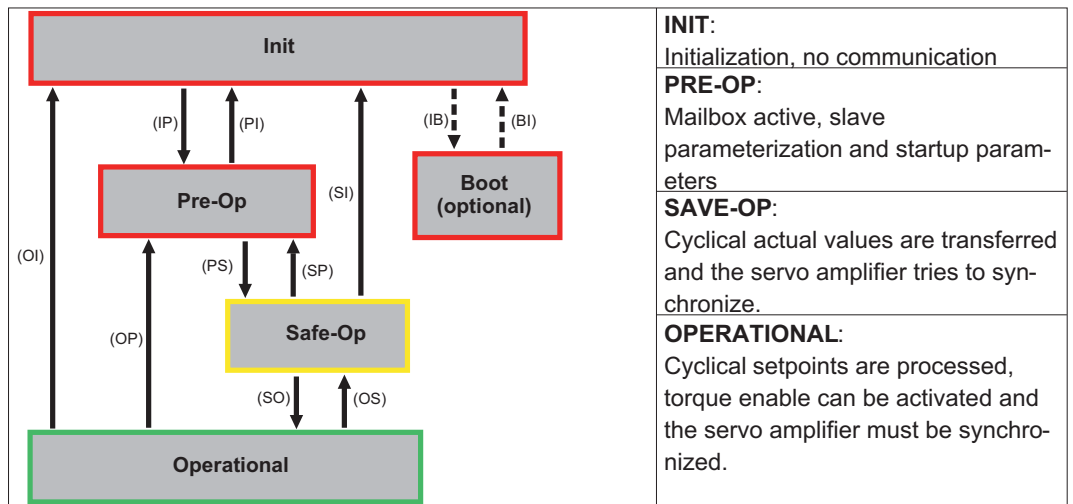 Init
(IP)
(PI)
(IB)
(BI)
Pre-Op
(SI)
Boot
(optional)
(OI)
(PS)
(SP)
(OP)
Safe-Op
(SO)
(OS)
Operational
INIT:
Initialization, no communication
PRE-OP:
Mailbox active, slave
parameterization and startup param-
eters
SAVE-OP:
Cyclical actual values are transferred
and the servo amplifier tries to syn-
chronize.
OPERATIONAL:
Cyclical setpoints are processed,
torque enable can be activated and
the servo amplifier must be synchro-
nized.